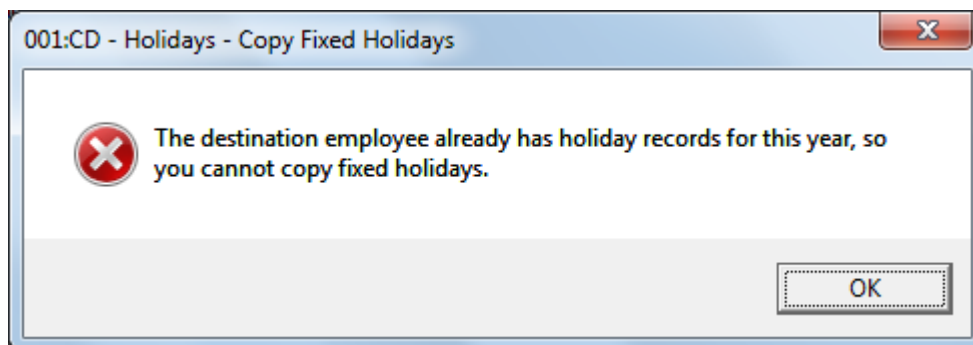 001:CD - Holidays - Copy Fixed Holidays
The destination employee already has holiday records for this year, so
you cannot copy fixed holidays.
OK